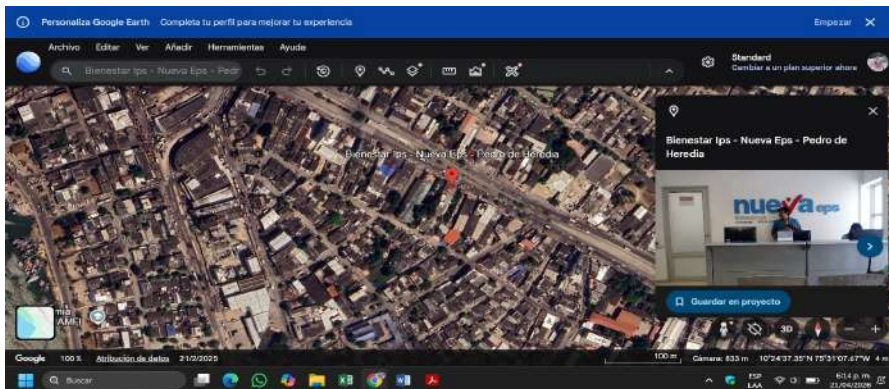 Personaliza Google Earth Completa tu perfil para mejorar tu experiencia
Empezar
Archivo Editar Ver Añadir Herramientas Ayuda
Bienestar Ips - Nueva Eps - Pedr
Standard
Cambiar a un plan superior ahora
Bienestar Ips - Nueva Eps - Pedro de Heredia
Bienestar Ips - Nueva Eps - Pedro de
Heredia
nueva eps
Guardar en proyecto
3D
Google 100 % Atribución de datos 21/2/2025
100 m
Cámara: 833 m 10°24'37.35"N 75°31'07.67"W 4 m
Buscar
ESP
LAA
6:14 p. m.
21/04/2026